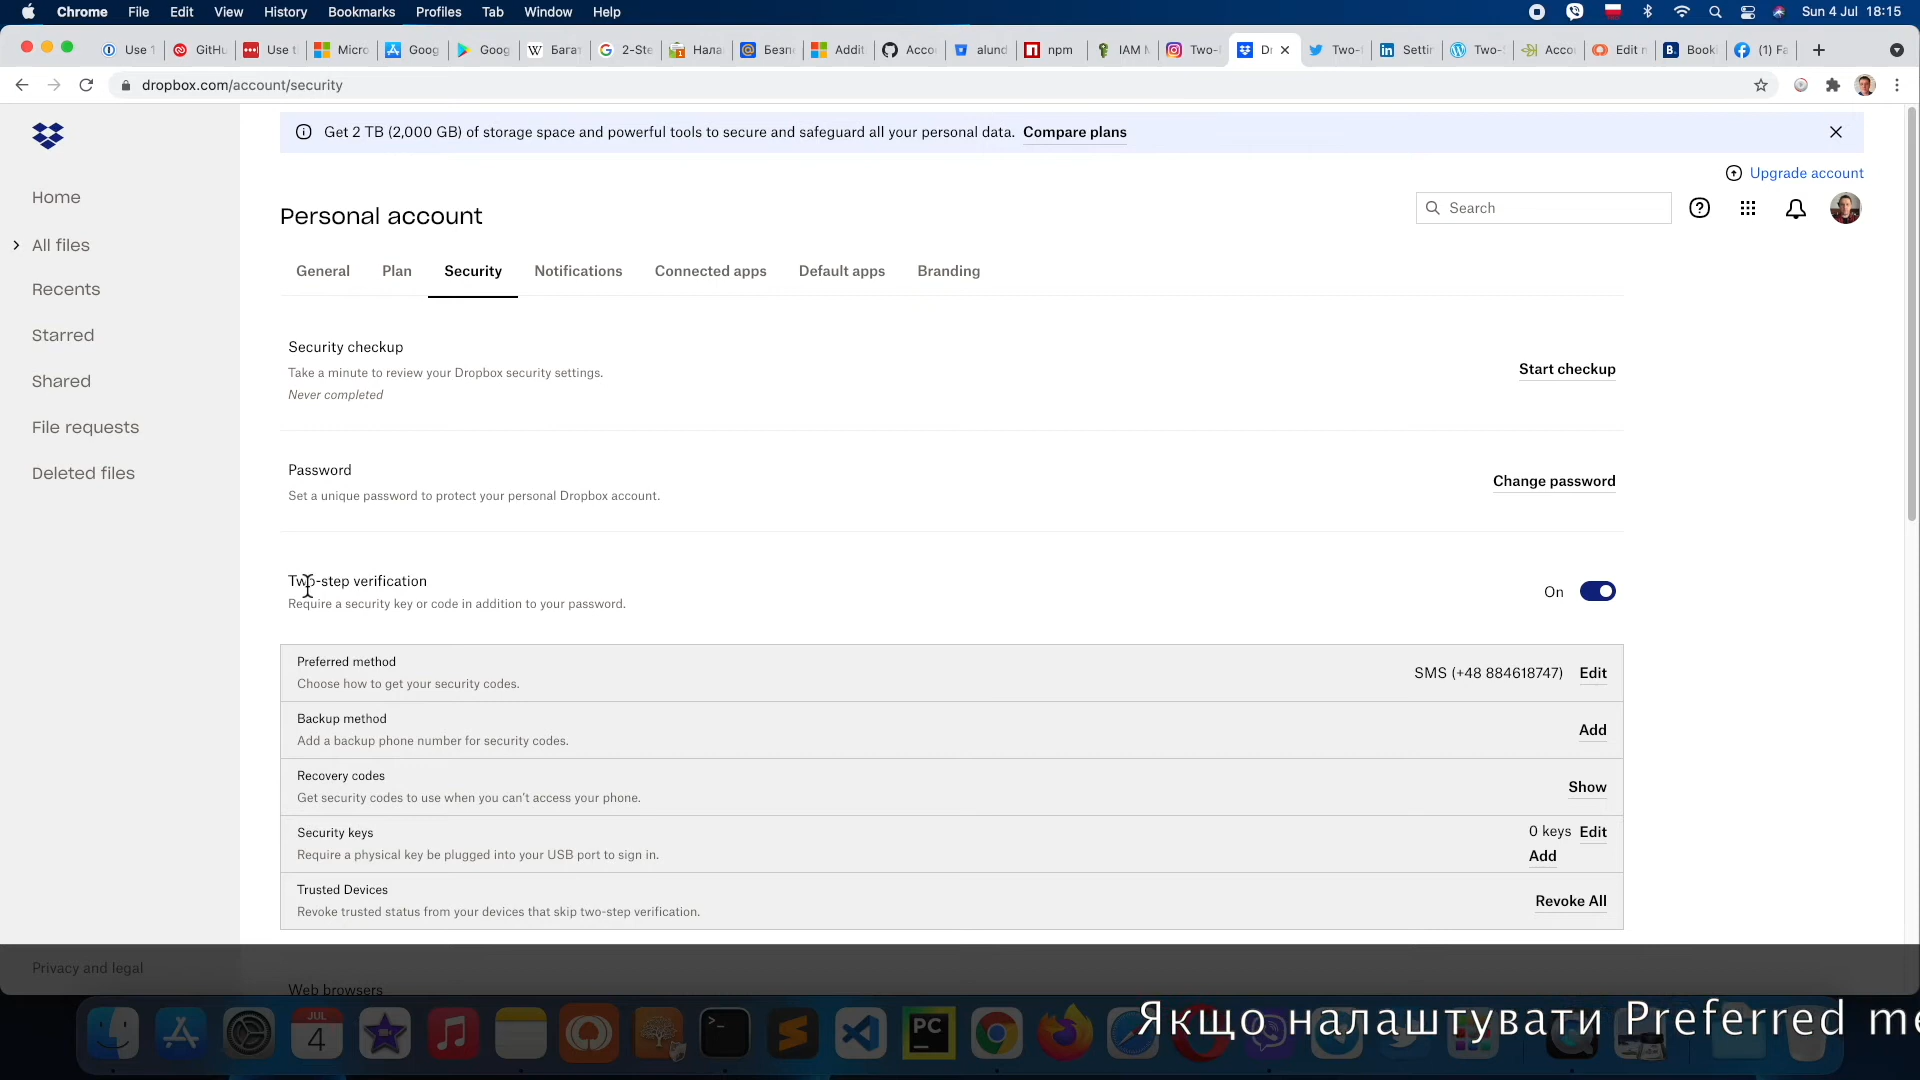 Chrome File Edit View History Bookmarks Profiles Tab Window Help Sun 4 Jul 18:15
Use 1 GitHu Use t Micro Goog Goog Бага 2-Ste Нала Безп Addit Acco alund npm IAM M Two- Dr Two- Settin Two- Acco Edit n Booki (1) Fa
dropbox.com/account/security
Get 2 TB (2,000 GB) of storage space and powerful tools to secure and safeguard all your personal data. Compare plans
Upgrade account
Home
All files
Recents
Starred
Shared
File requests
Deleted files
Privacy and legal
Personal account
Search
General Plan Security Notifications Connected apps Default apps Branding
Security checkup
Take a minute to review your Dropbox security settings.
Never completed
Start checkup
Password
Set a unique password to protect your personal Dropbox account.
Change password
Two-step verification
Require a security key or code in addition to your password.
On
Preferred method
Choose how to get your security codes.
SMS (+48 884618747) Edit
Backup method
Add a backup phone number for security codes.
Add
Recovery codes
Get security codes to use when you can't access your phone.
Show
Security keys
Require a physical key be plugged into your USB port to sign in.
0 keys Edit
Add
Trusted Devices
Revoke trusted status from your devices that skip two-step verification.
Revoke All
Web browsers
JUL
4
PC
Якщо налаштувати Preferred me